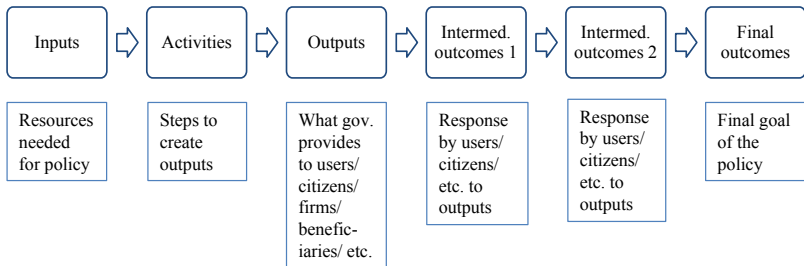 Inputs
Activities
Outputs
Intermed.
outcomes 1
Intermed.
outcomes 2
Final
outcomes
Resources
needed
for policy
Steps to
create
outputs
What gov.
provides
to users/
citizens/
firms/
benefic-
iaries/ etc.
Response
by users/
citizens/
etc. to
outputs
Response
by users/
citizens/
etc. to
outputs
Final goal
of the
policy